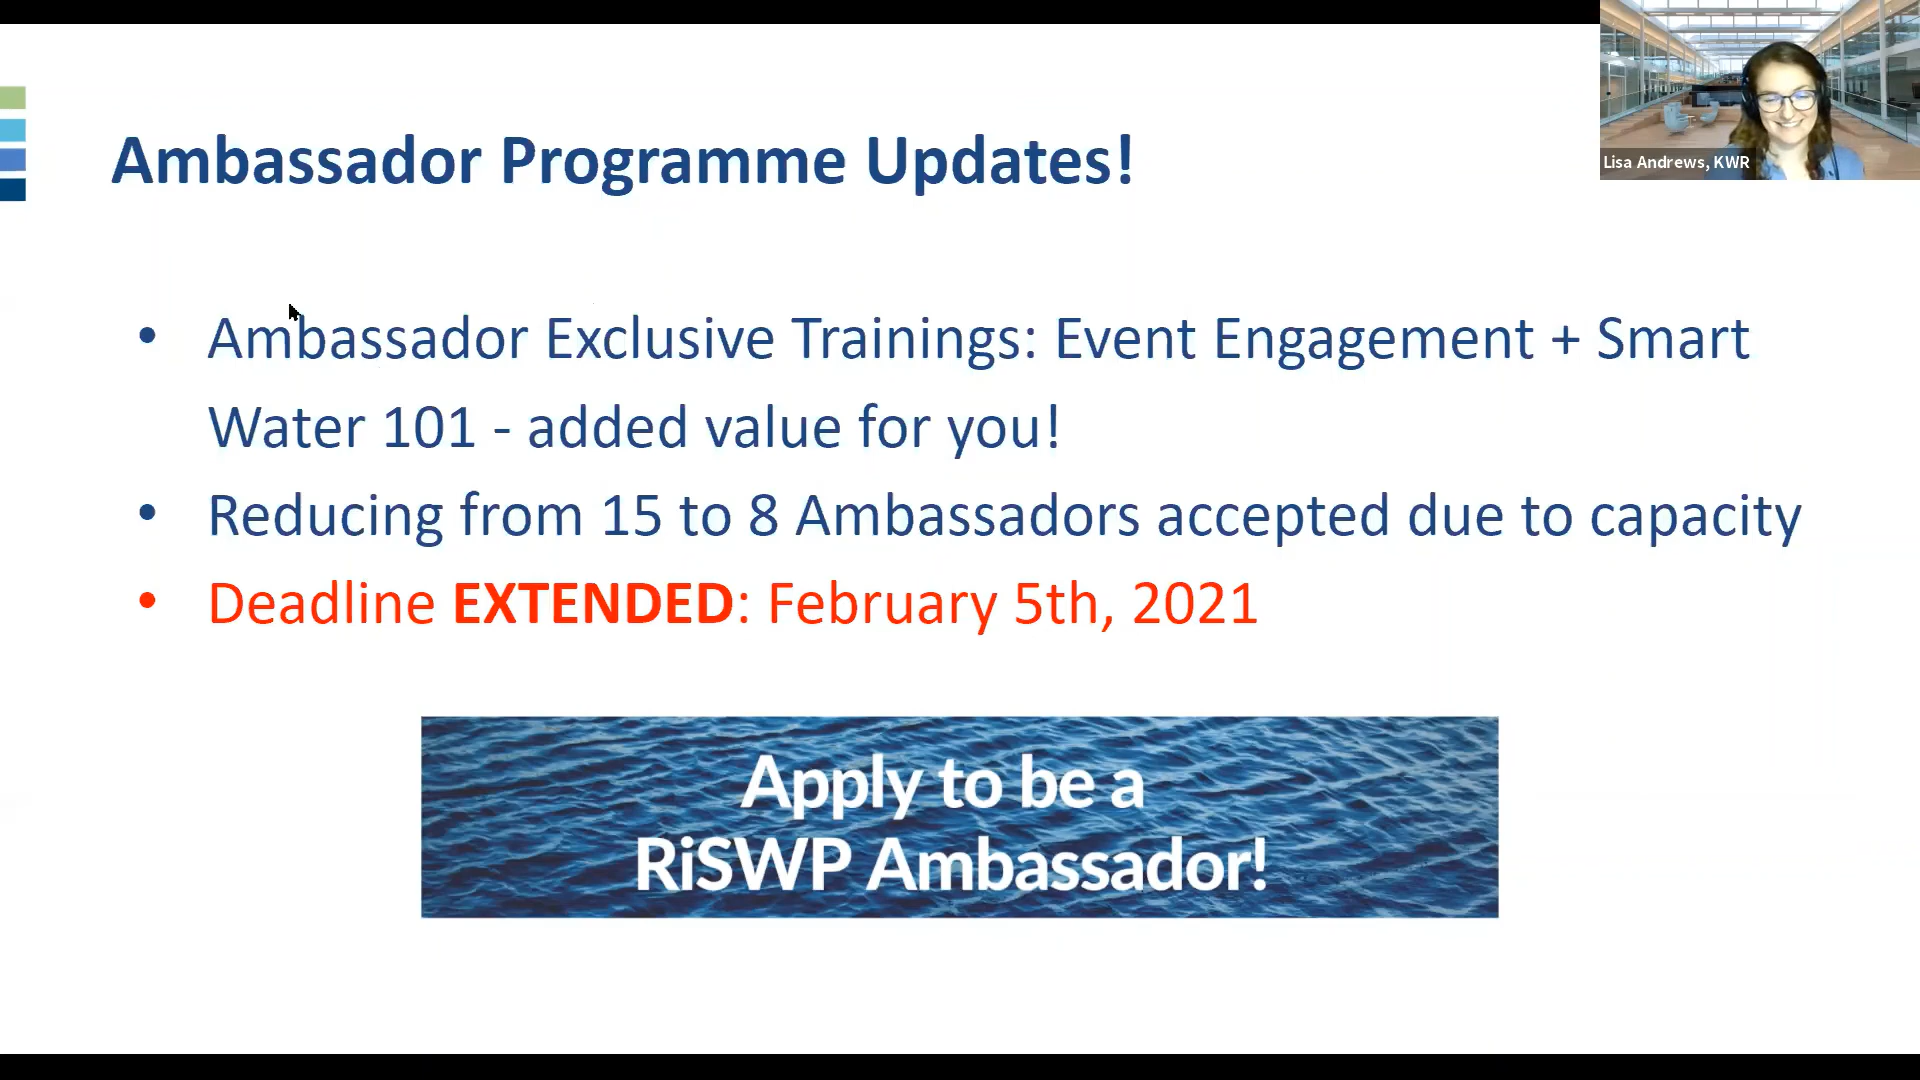 Lisa Andrews, KWR
Ambassador Programme Updates!
• Ambassador Exclusive Trainings: Event Engagement + Smart
Water 101 - added value for you!
• Reducing from 15 to 8 Ambassadors accepted due to capacity
• Deadline EXTENDED: February 5th, 2021
Apply to be a
RiSWP Ambassador!